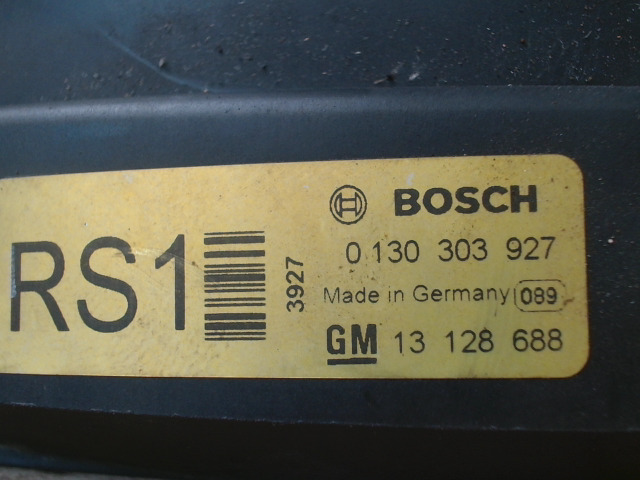 RS1
3927
BOSCH
0 130 303 927
Made in Germany 089
GM 13 128 688